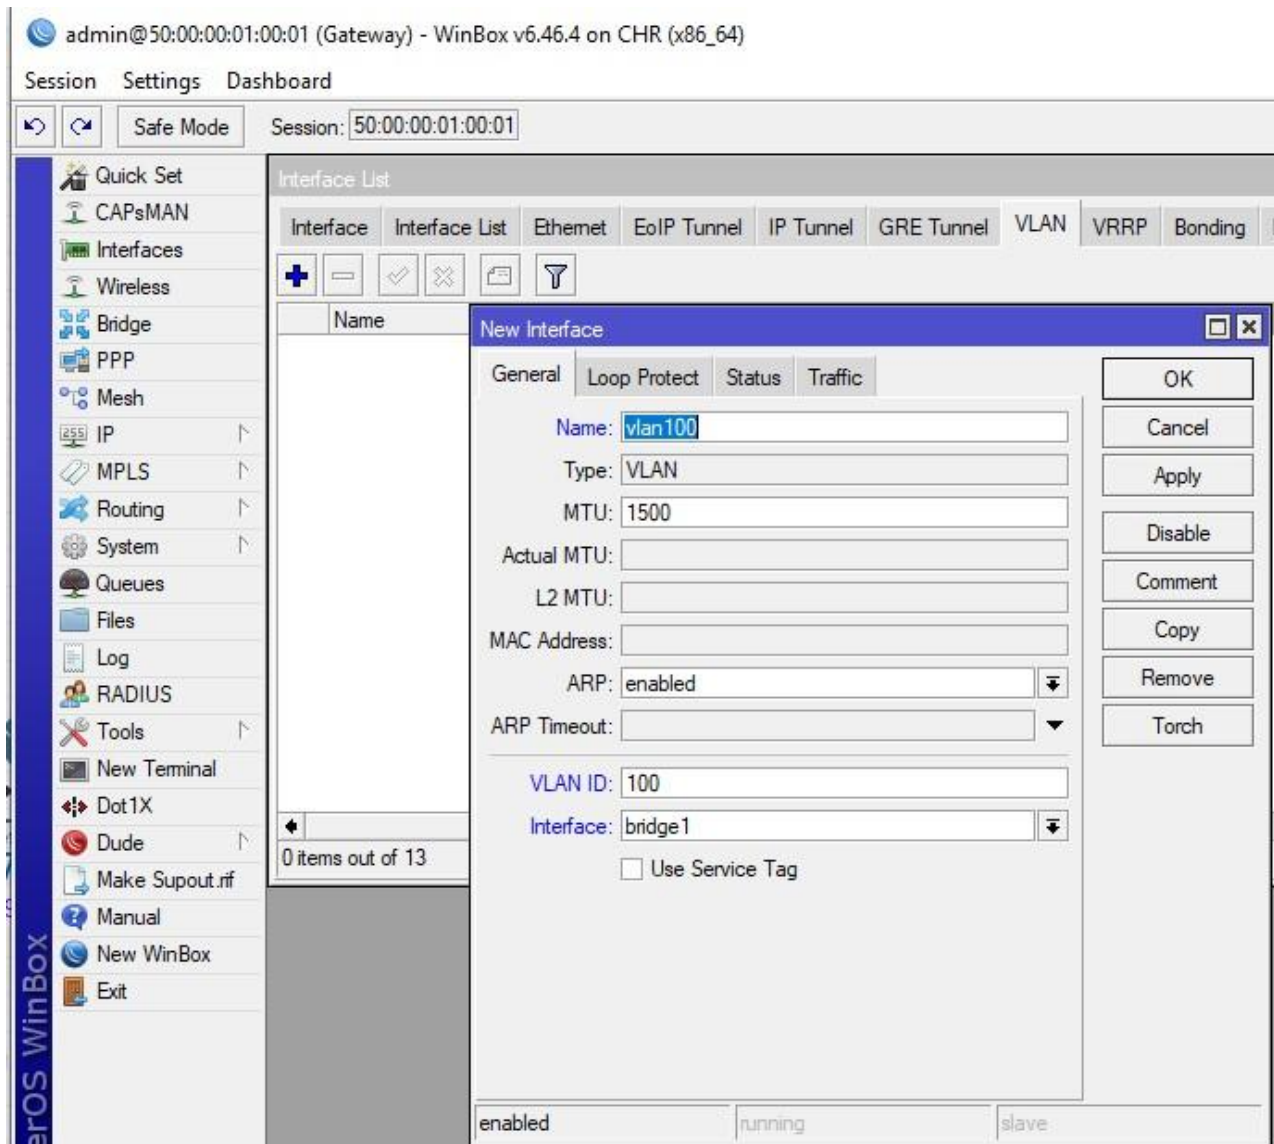 admin@50:00:00:01:00:01 (Gateway) - WinBox v6.46.4 on CHR (x86_64)
Session Settings Dashboard
Safe Mode Session: 50:00:00:01:00:01
Quick Set
CAPsMAN
Interfaces
Wireless
Bridge
PPP
Mesh
255 IP
MPLS
Routing
System
Queues
Files
Log
RADIUS
Tools
New Terminal
Dot1X
Dude
Make Supout.rif
Manual
New WinBox
Exit
erOS WinBox
Interface List
Interface Interface List Ethernet EoIP Tunnel IP Tunnel GRE Tunnel VLAN VRRP Bonding
Name
0 items out of 13
New Interface
General Loop Protect Status Traffic
Name: vlan100
Type: VLAN
MTU: 1500
Actual MTU:
L2 MTU:
MAC Address:
ARP: enabled
ARP Timeout:
VLAN ID: 100
Interface: bridge1
Use Service Tag
OK
Cancel
Apply
Disable
Comment
Copy
Remove
Torch
enabled running slave